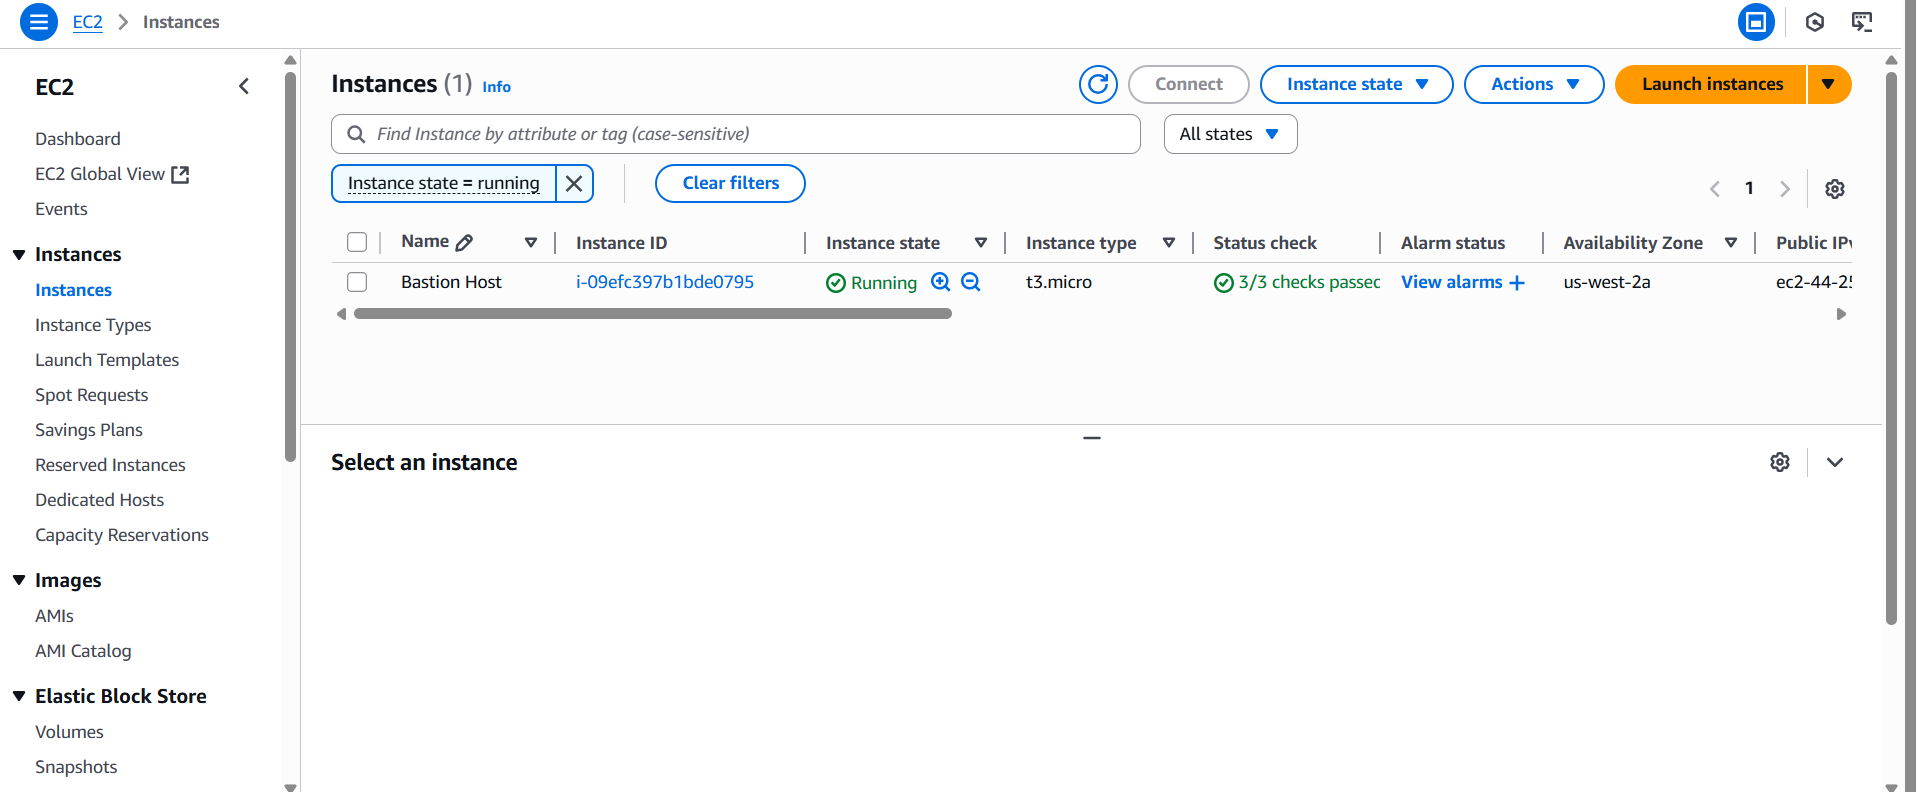 EC2 > Instances
EC2
Dashboard
EC2 Global View
Events
Instances
Instances
Instance Types
Launch Templates
Spot Requests
Savings Plans
Reserved Instances
Dedicated Hosts
Capacity Reservations
Images
AMIs
AMI Catalog
Elastic Block Store
Volumes
Snapshots
Instances (1) Info
Connect
Instance state
Actions
Launch instances
Find Instance by attribute or tag (case-sensitive)
All states
Instance state = running
Clear filters
1
Name Instance ID Instance state Instance type Status check Alarm status Availability Zone Public IPv
Bastion Host i-09efc397b1bde0795 Running t3.micro 3/3 checks passed View alarms + us-west-2a ec2-44-25
Select an instance